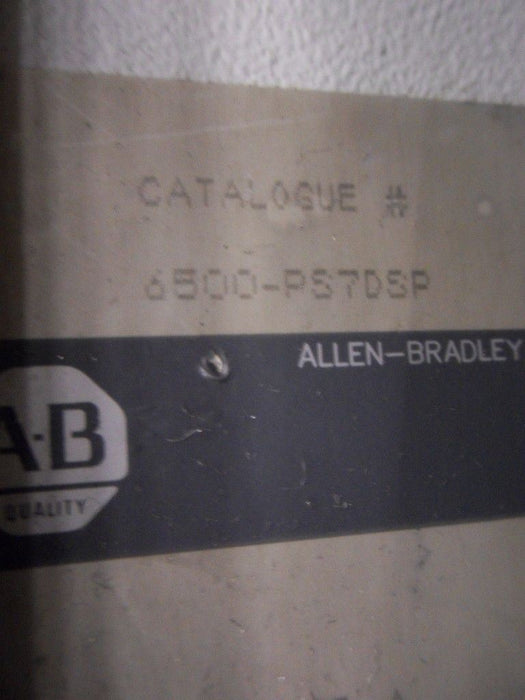 CATALOGUE #
6500-PS7DSP
ALLEN-BRADLEY
A·B
QUALITY